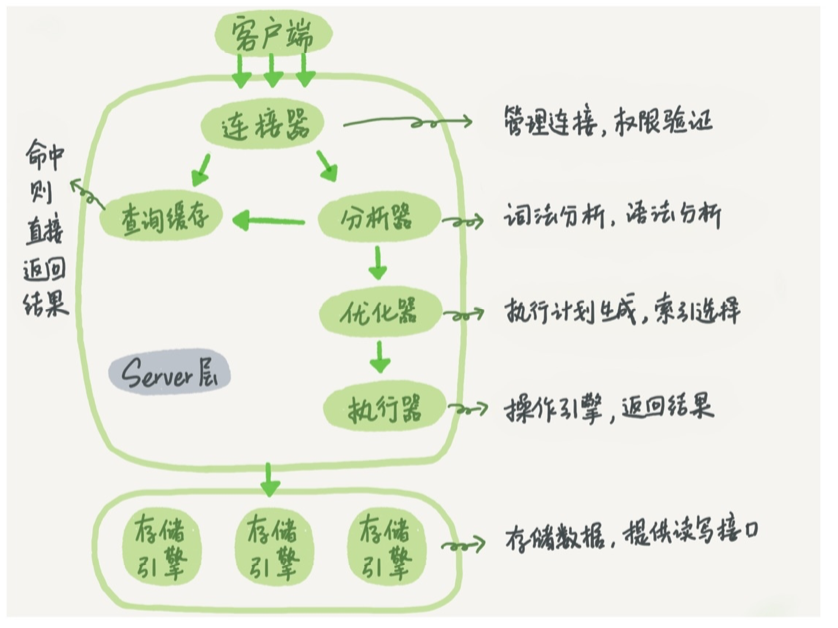 客户端
连接器
管理连接，权限验证
命中
则
直接
返回
结果
查询缓存
分析器
词法分析，语法分析
优化器
执行计划生成，索引选择
Server层
执行器
操作引擎，返回结果
存储
引擎
存储
引擎
存储
引擎
存储数据，提供读写接口